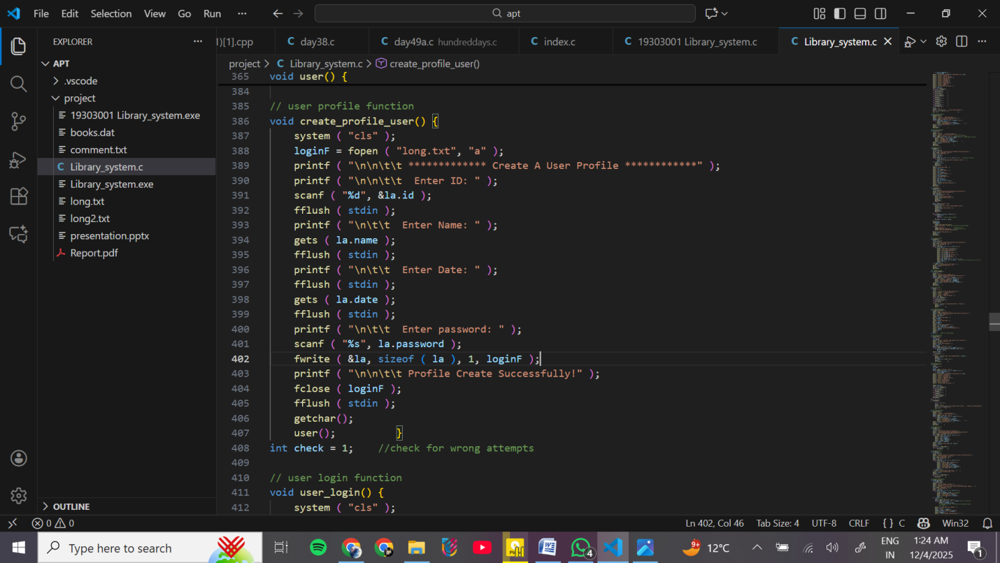 File Edit Selection View Go Run ··· apt
EXPLORER ···
)[1].cpp C day38.c C day49a.c hundreddays.c C index.c C 19303001 Library_system.c C Library_system.c
project > C Library_system.c > create_profile_user()
APT
.vscode
project
19303001 Library_system.exe
books.dat
comment.txt
C Library_system.c
Library_system.exe
long.txt
long2.txt
presentation.pptx
Report.pdf
OUTLINE
365 void user() {
384
385 // user profile function
386 void create_profile_user() {
387 system ( "cls" );
388 loginF = fopen ( "long.txt", "a" );
389 printf ( "\n\n\t\t ************* Create A User Profile ************" );
390 printf ( "\n\n\t\t  Enter ID: " );
391 scanf ( "%d", &la.id );
392 fflush ( stdin );
393 printf ( "\n\t\t  Enter Name: " );
394 gets ( la.name );
395 fflush ( stdin );
396 printf ( "\n\t\t  Enter Date: " );
397 fflush ( stdin );
398 gets ( la.date );
399 fflush ( stdin );
400 printf ( "\n\t\t  Enter password: " );
401 scanf ( "%s", la.password );
402 fwrite ( &la, sizeof ( la ), 1, loginF );
403 printf ( "\n\n\t\t Profile Create Successfully!" );
404 fclose ( loginF );
405 fflush ( stdin );
406 getchar();
407 user(); }
408 int check = 1; //check for wrong attempts
409
410 // user login function
411 void user_login() {
412 system ( "cls" );
0 0 Ln 402, Col 46 Tab Size: 4 UTF-8 CRLF { } C Win32
Type here to search 4 9+ 12°C ENG IN 1:24 AM 12/4/2025 1